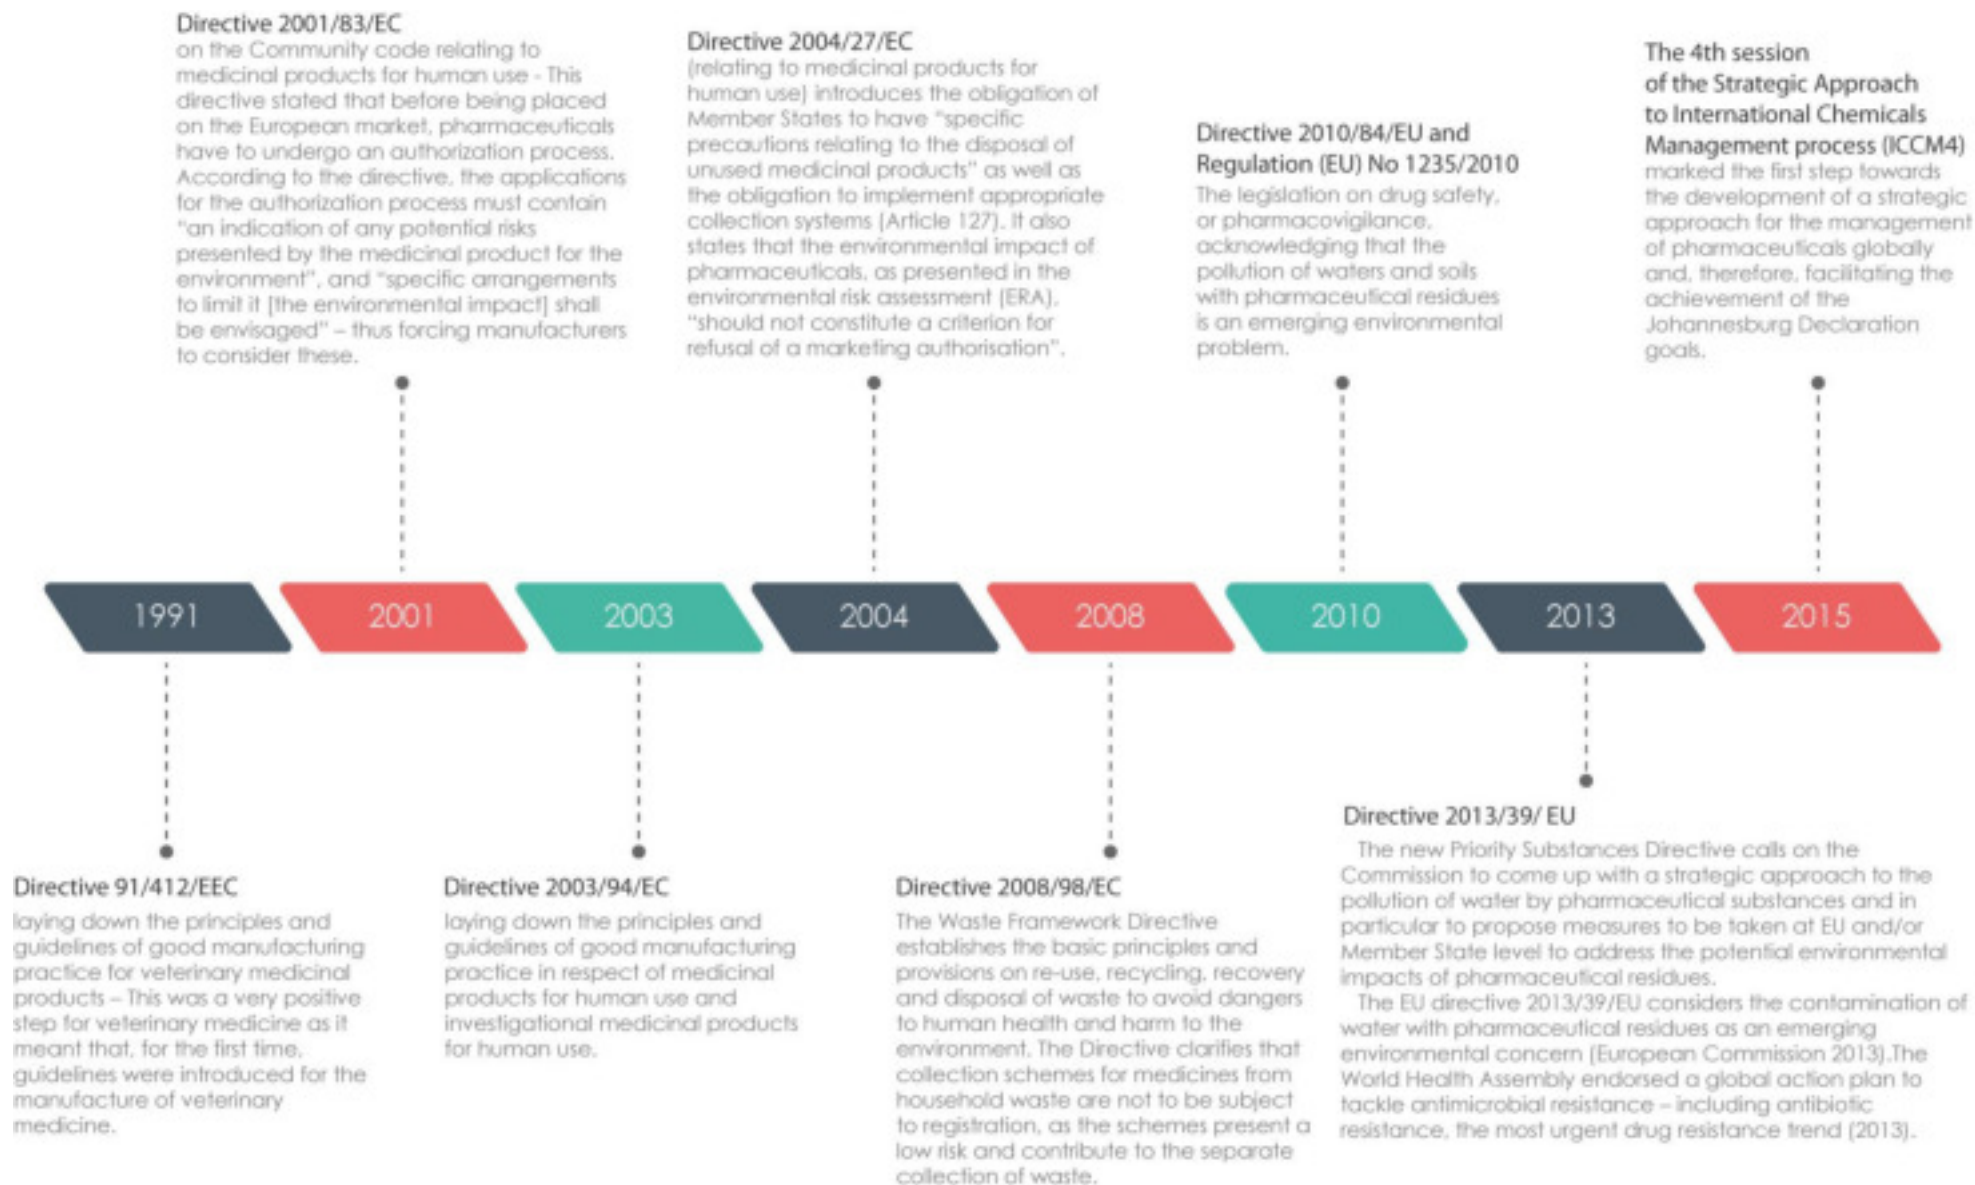 Directive 2001/83/EC
on the Community code relating to
medicinal products for human use - This
directive stated that before being placed
on the European market, pharmaceuticals
have to undergo an authorization process.
According to the directive, the applications
for the authorization process must contain
“an indication of any potential risks
presented by the medicinal product for the
environment”, and “specific arrangements
to limit it [the environmental impact] shall
be envisaged” – thus forcing manufacturers
to consider these.
Directive 2004/27/EC
(relating to medicinal products for
human use) introduces the obligation of
Member States to have “specific
precautions relating to the disposal of
unused medicinal products” as well as
the obligation to implement appropriate
collection systems (Article 127). It also
states that the environmental impact of
pharmaceuticals, as presented in the
environmental risk assessment (ERA),
“should not constitute a criterion for
refusal of a marketing authorisation”.
Directive 2010/84/EU and
Regulation (EU) No 1235/2010
The legislation on drug safety,
or pharmacovigilance,
acknowledging that the
pollution of waters and soils
with pharmaceutical residues
is an emerging environmental
problem.
The 4th session
of the Strategic Approach
to International Chemicals
Management process (ICCM4)
marked the first step towards
the development of a strategic
approach for the management
of pharmaceuticals globally
and, therefore, facilitating the
achievement of the
Johannesburg Declaration
goals.
1991
2001
2003
2004
2008
2010
2013
2015
Directive 91/412/EEC
laying down the principles and
guidelines of good manufacturing
practice for veterinary medicinal
products – This was a very positive
step for veterinary medicine as it
meant that, for the first time,
guidelines were introduced for the
manufacture of veterinary
medicine.
Directive 2003/94/EC
laying down the principles and
guidelines of good manufacturing
practice in respect of medicinal
products for human use and
investigational medicinal products
for human use.
Directive 2008/98/EC
The Waste Framework Directive
establishes the basic principles and
provisions on re-use, recycling, recovery
and disposal of waste to avoid dangers
to human health and harm to the
environment. The Directive clarifies that
collection schemes for medicines from
household waste are not to be subject
to registration, as the schemes present a
low risk and contribute to the separate
collection of waste.
Directive 2013/39/ EU
The new Priority Substances Directive calls on the
Commission to come up with a strategic approach to the
pollution of water by pharmaceutical substances and in
particular to propose measures to be taken at EU and/or
Member State level to address the potential environmental
impacts of pharmaceutical residues.
The EU directive 2013/39/EU considers the contamination of
water with pharmaceutical residues as an emerging
environmental concern (European Commission 2013).The
World Health Assembly endorsed a global action plan to
tackle antimicrobial resistance – including antibiotic
resistance, the most urgent drug resistance trend (2013).